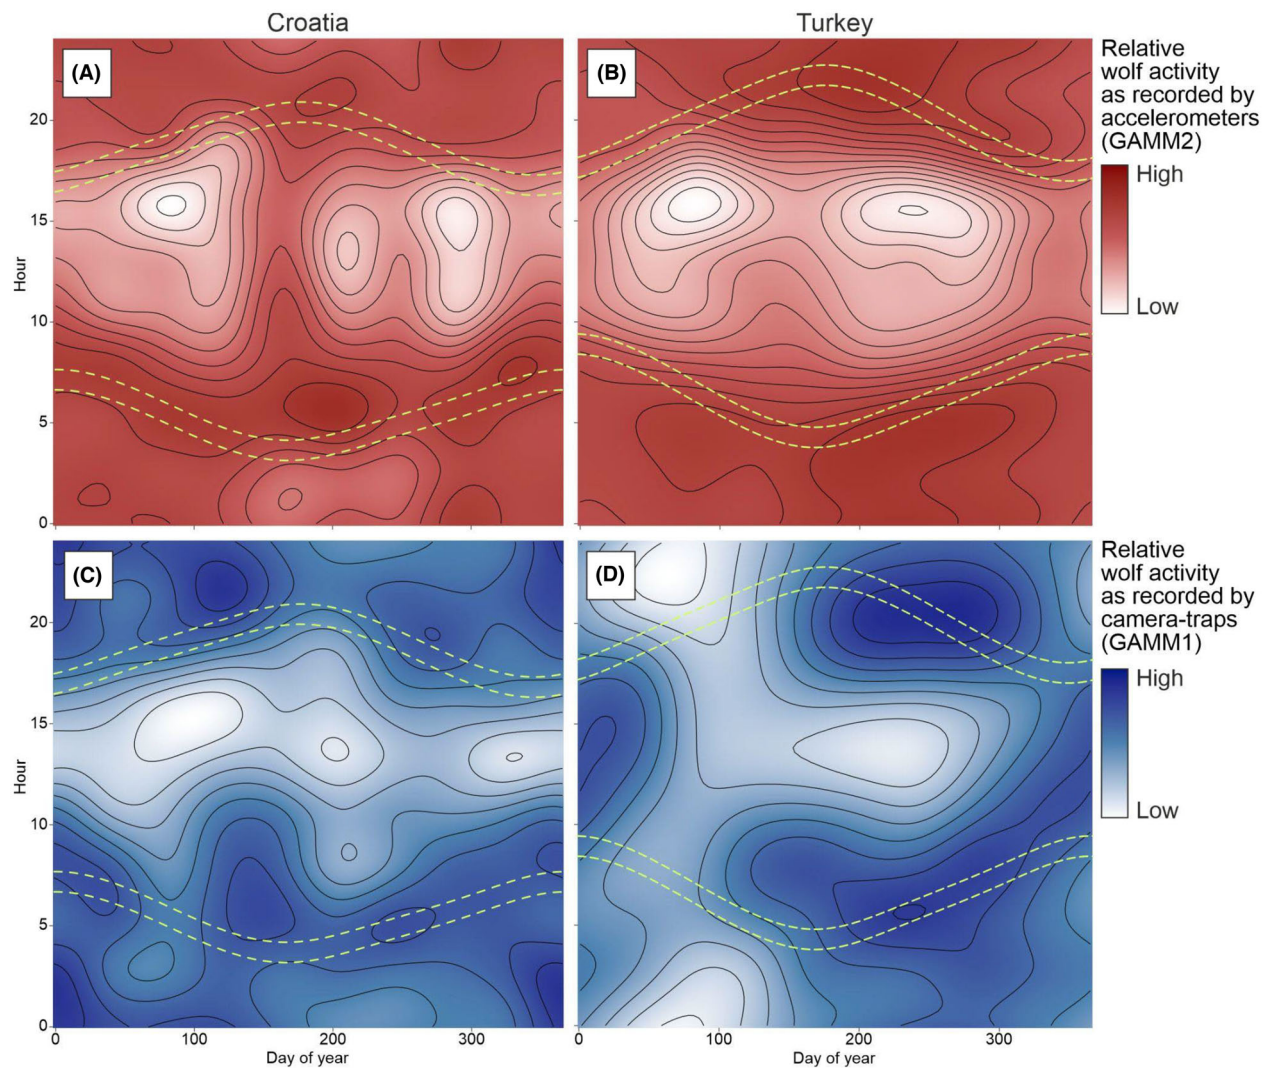 Croatia
Turkey
(A)
(B)
Relative
wolf activity
as recorded by
accelerometers
(GAMM2)
High
Low
20
15
10
5
0
Hour
(C)
(D)
Relative
wolf activity
as recorded by
camera-traps
(GAMM1)
High
Low
20
15
10
5
0
Hour
0 100 200 300
0 100 200 300
Day of year
Day of year